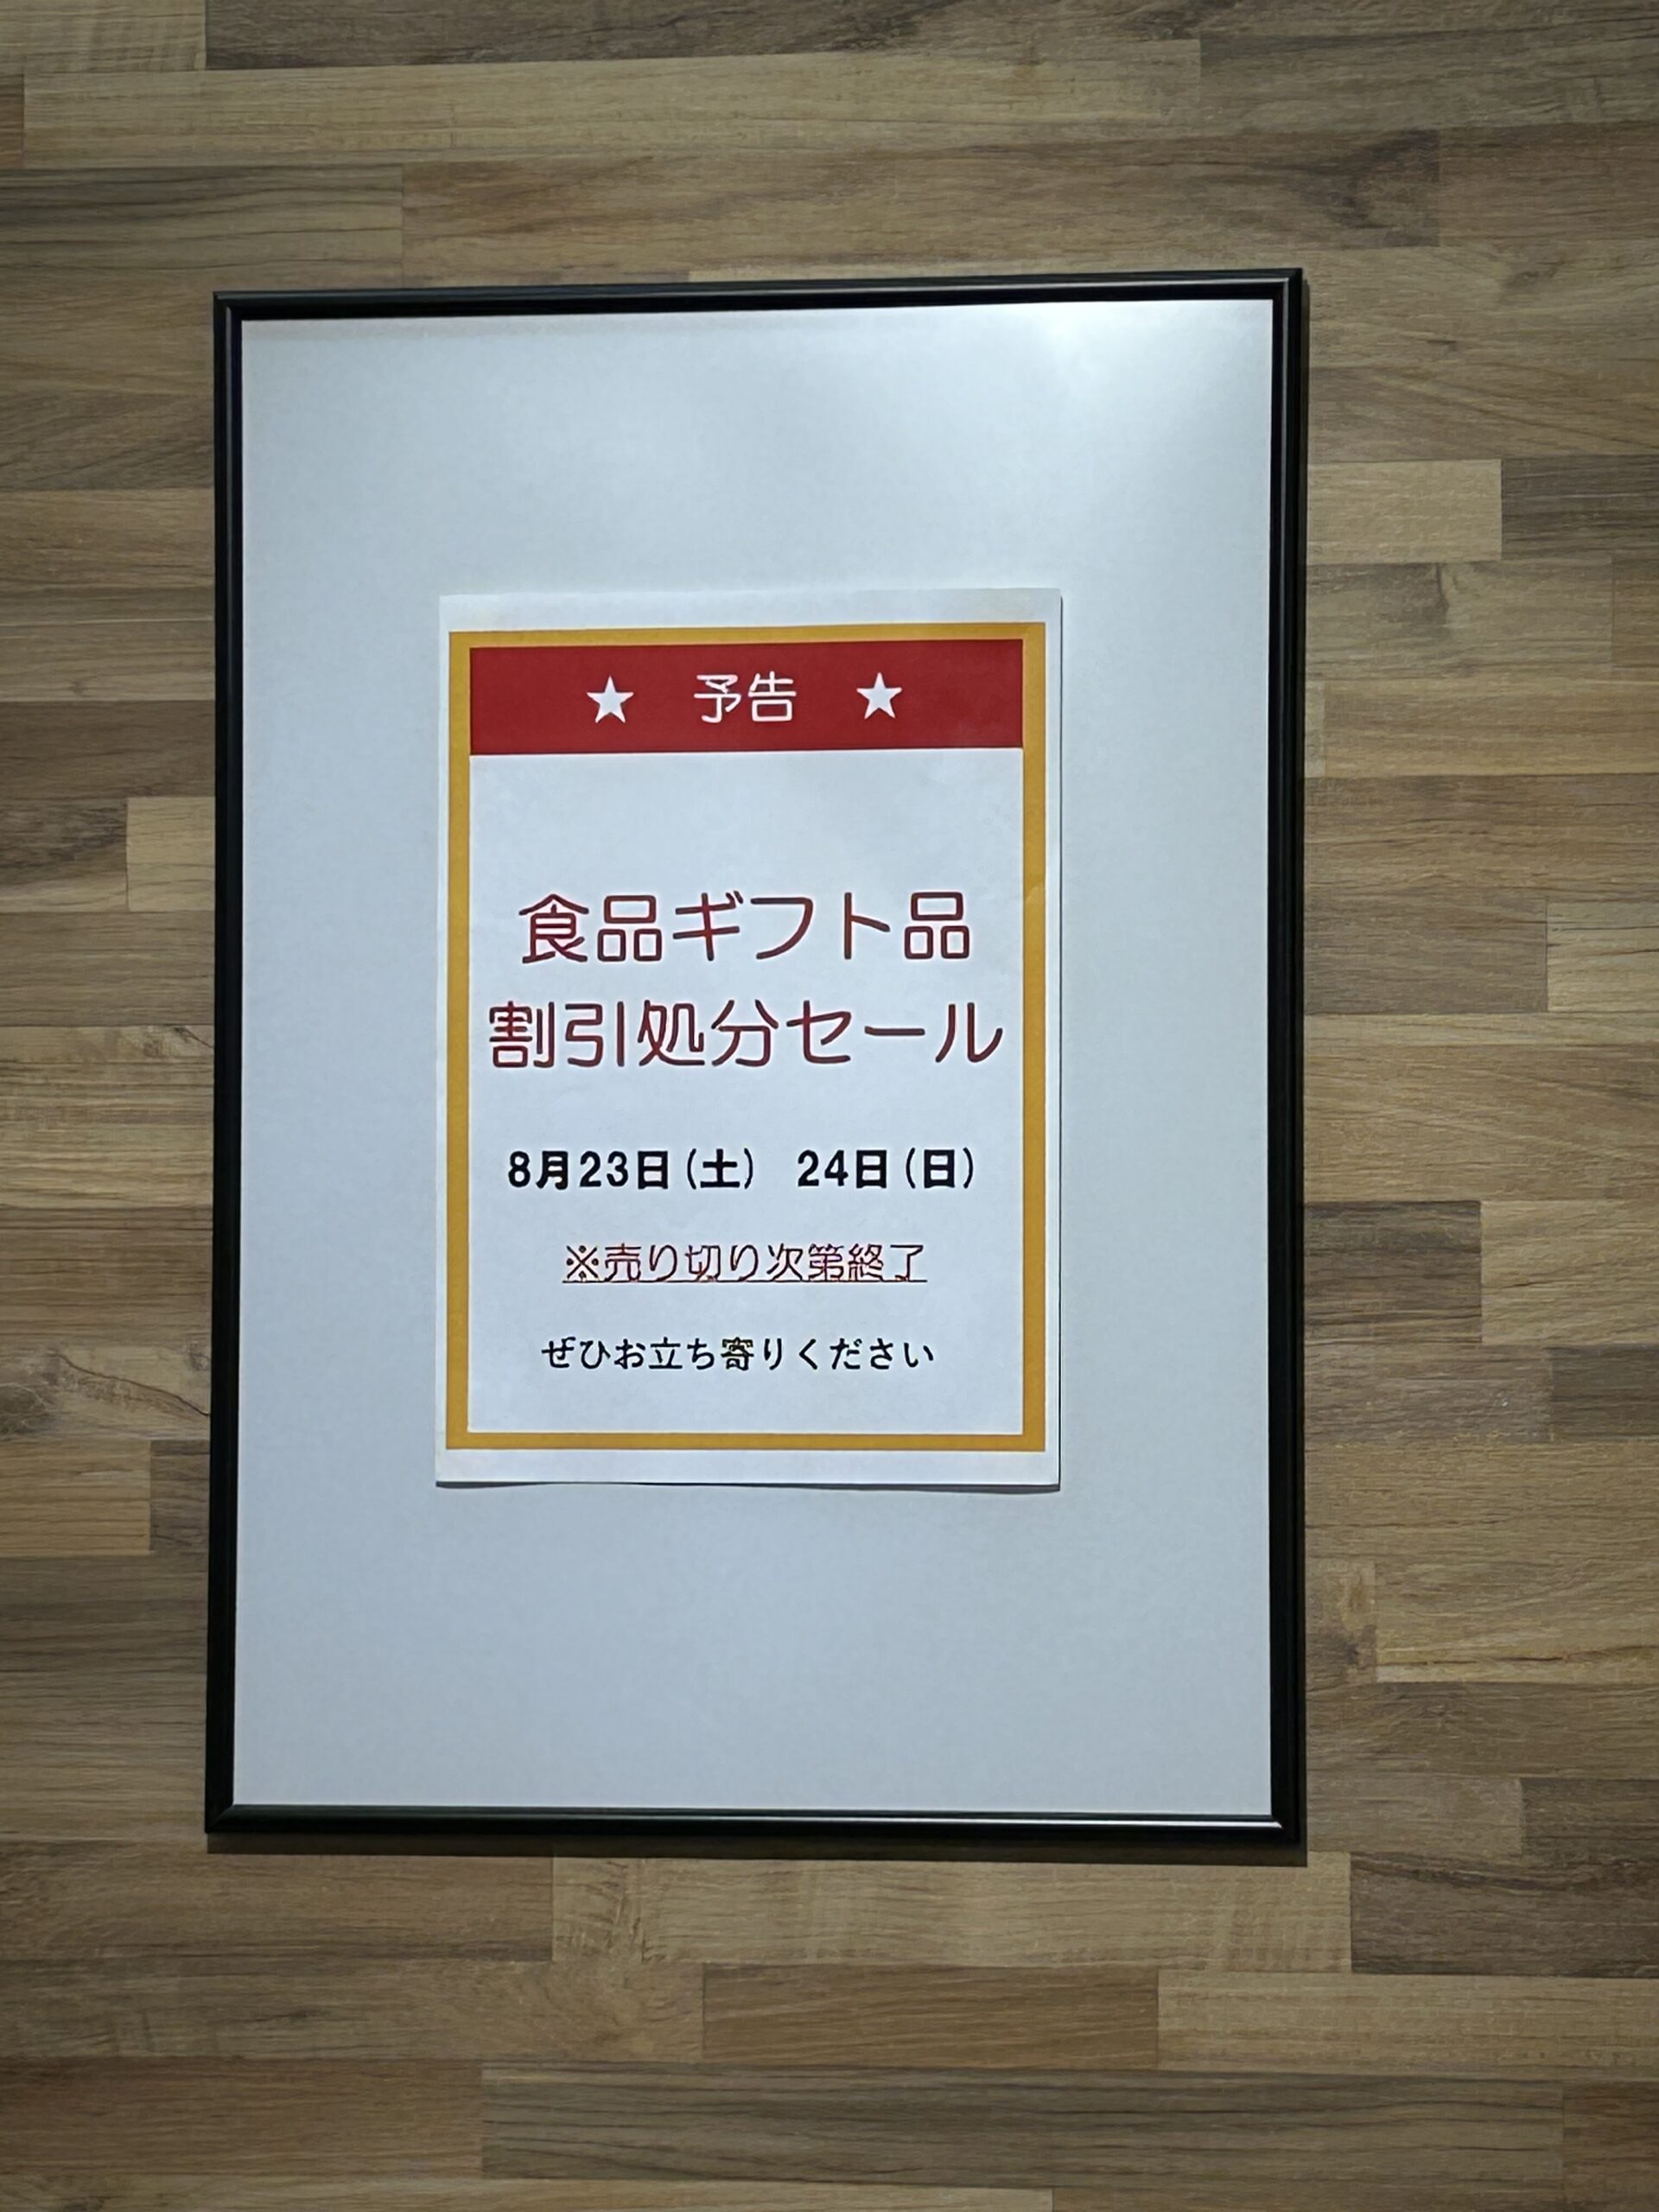 ★ 予告 ★
食品ギフト品
割引処分セール
8月23日(土) 24日(日)
※売り切り次第終了
ぜひお立ち寄りください